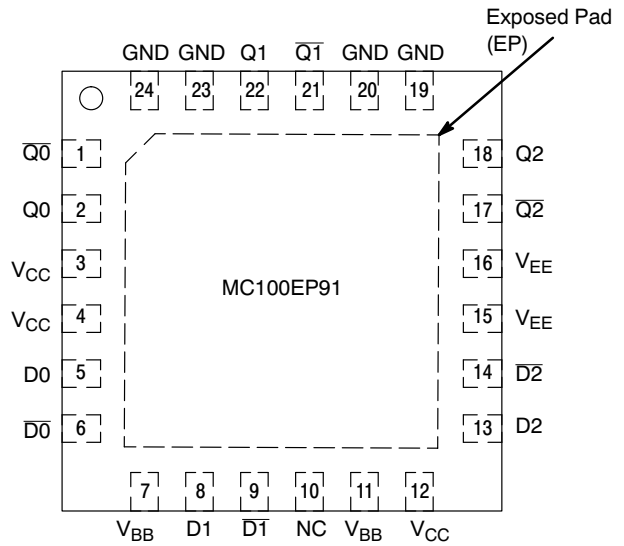 Exposed Pad
(EP)
GND GND Q1 Q1̅ GND GND
24 23 22 21 20 19
Q0̅ 1 18 Q2
Q0 2 17 Q2̅
VCC 3 16 VEE
MC100EP91
VCC 4 15 VEE
D0 5 14 D2̅
D0̅ 6 13 D2
7 8 9 10 11 12
VBB D1 D1̅ NC VBB VCC